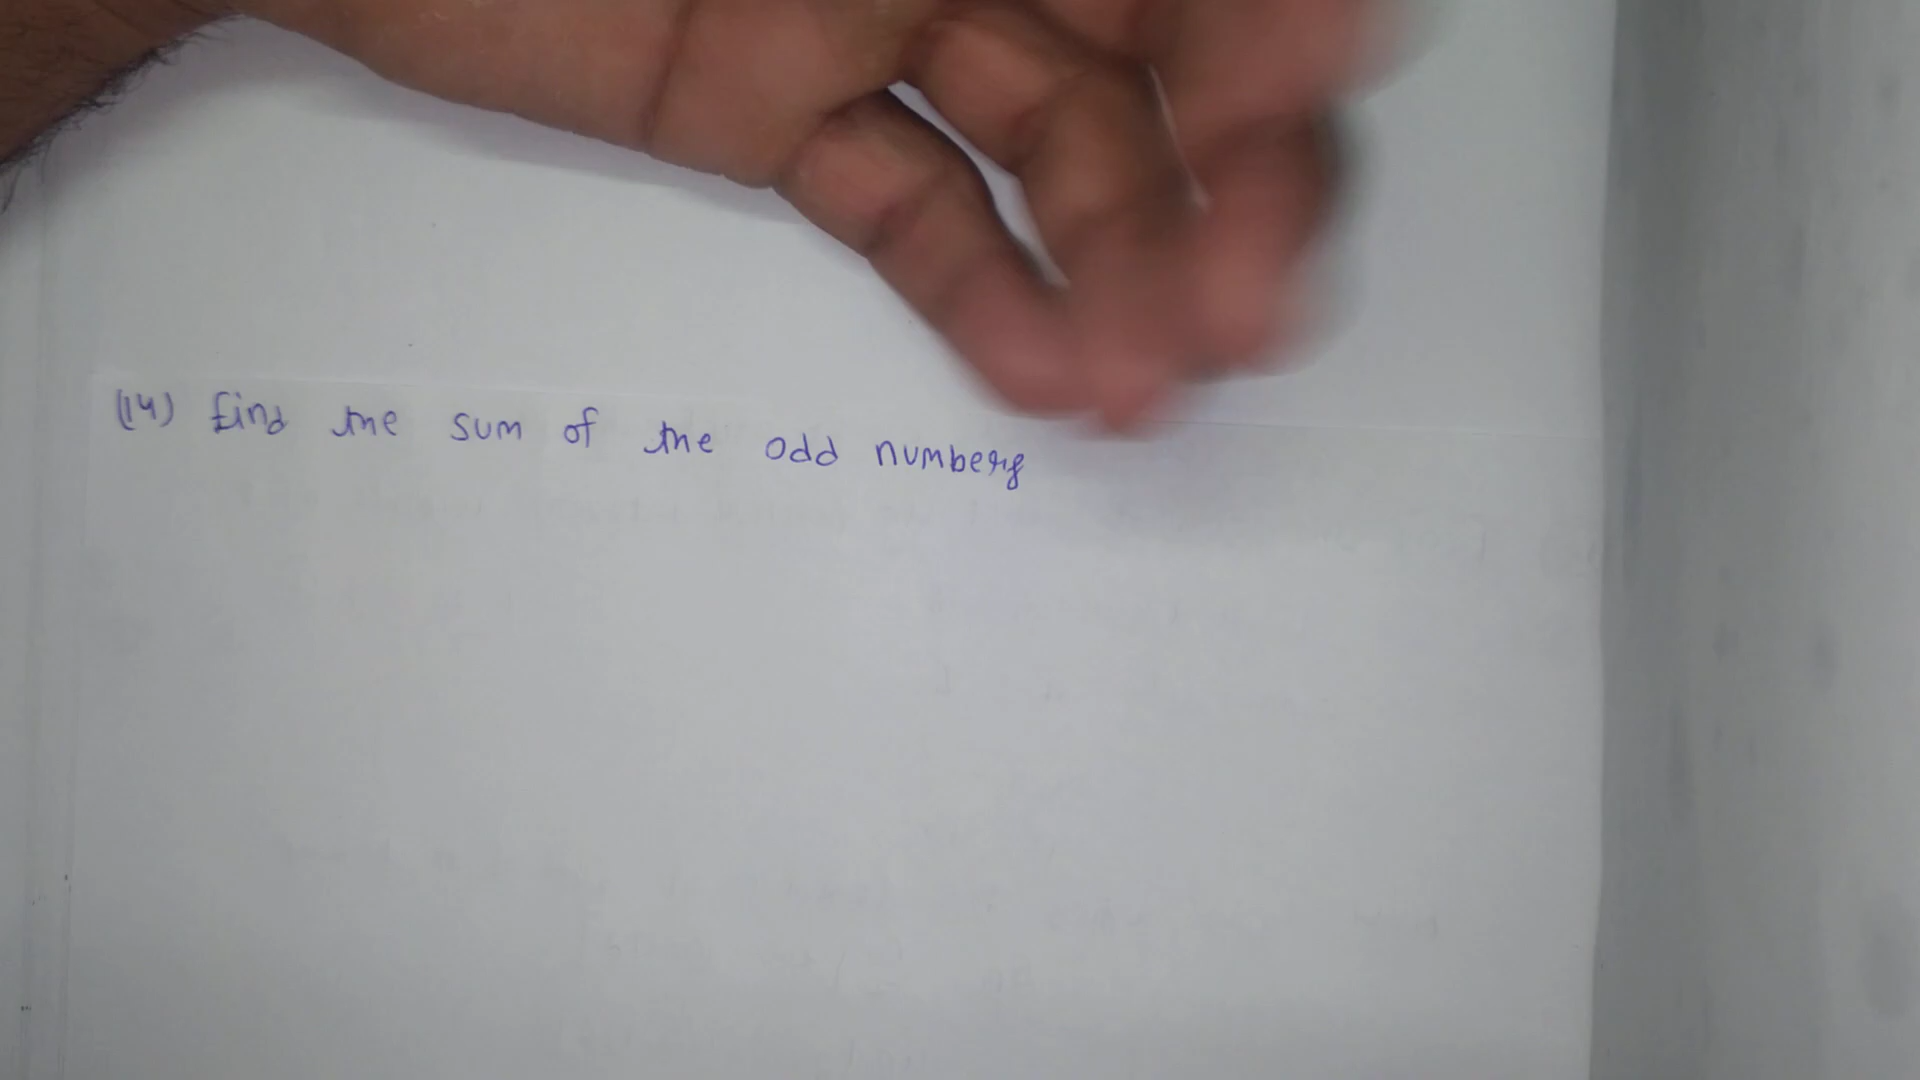 (14) find the sum of the odd numbers